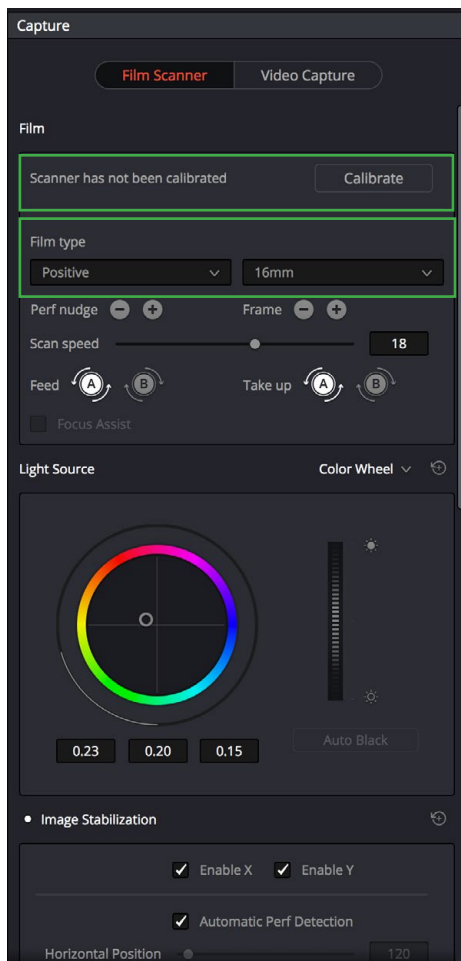 Capture
Film Scanner Video Capture
Film
Scanner has not been calibrated Calibrate
Film type
Positive 16mm
Perf nudge Frame
Scan speed 18
Feed A B Take up A B
Focus Assist
Light Source Color Wheel
0.23 0.20 0.15
Auto Black
Image Stabilization
Enable X Enable Y
Automatic Perf Detection
Horizontal Position 120